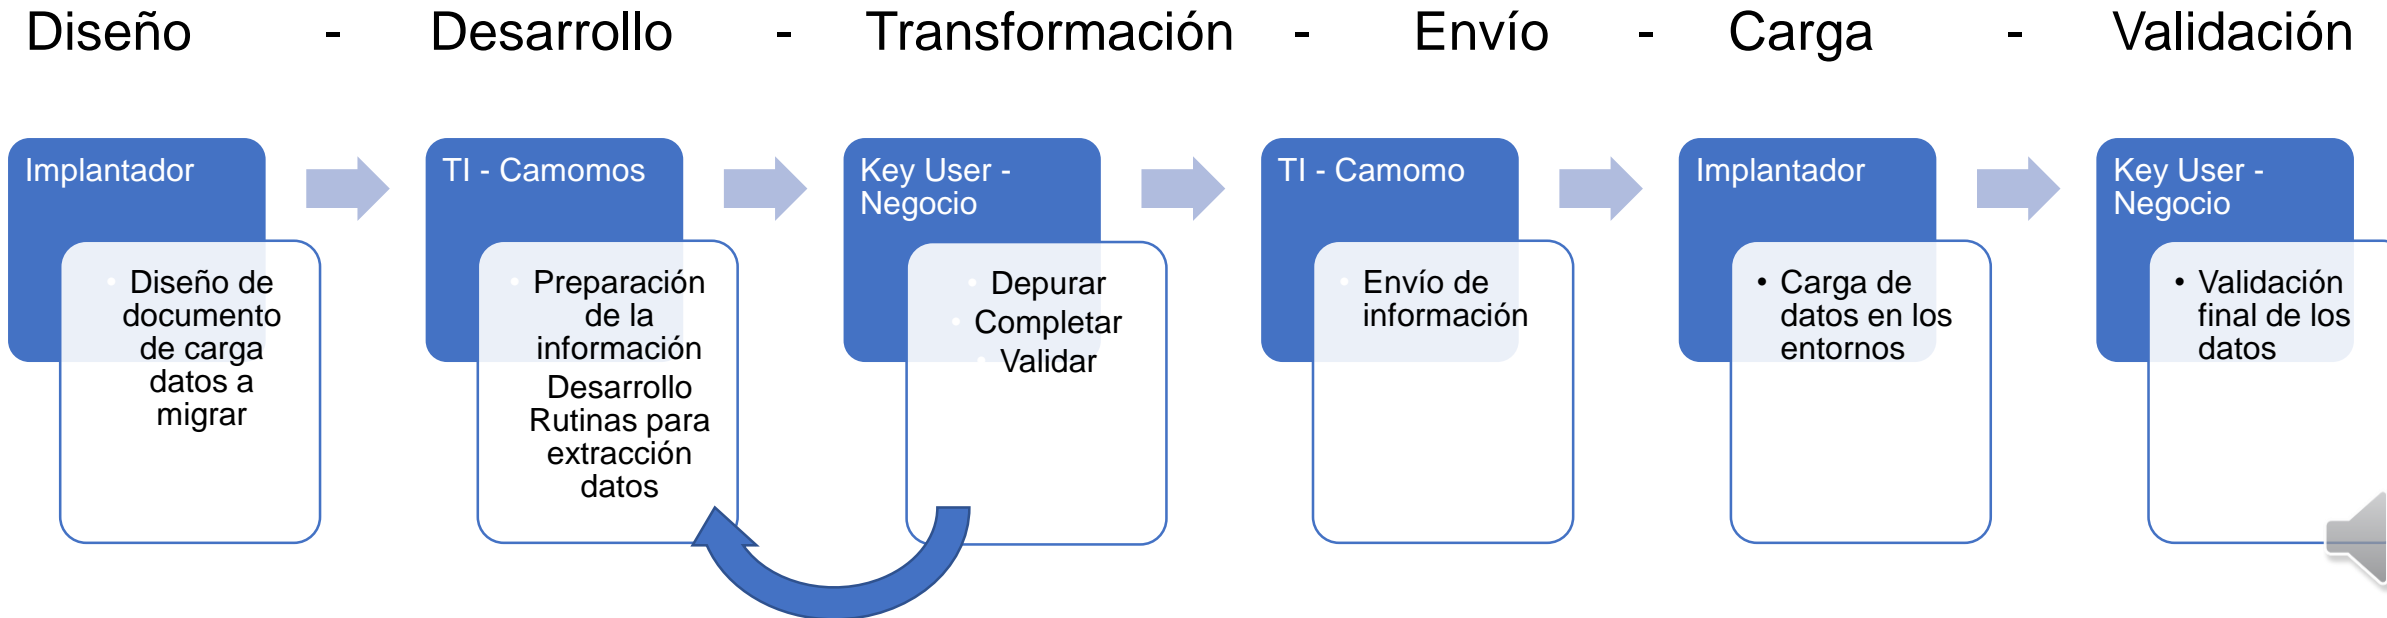 Diseño - Desarrollo - Transformación - Envío - Carga - Validación
Implantador
• Diseño de
documento
de carga
datos a
migrar
TI - Camomos
• Preparación
de la
información
Desarrollo
Rutinas para
extracción
datos
Key User -
Negocio
• Depurar
• Completar
• Validar
TI - Camomo
• Envío de
información
Implantador
• Carga de
datos en los
entornos
Key User -
Negocio
• Validación
final de los
datos